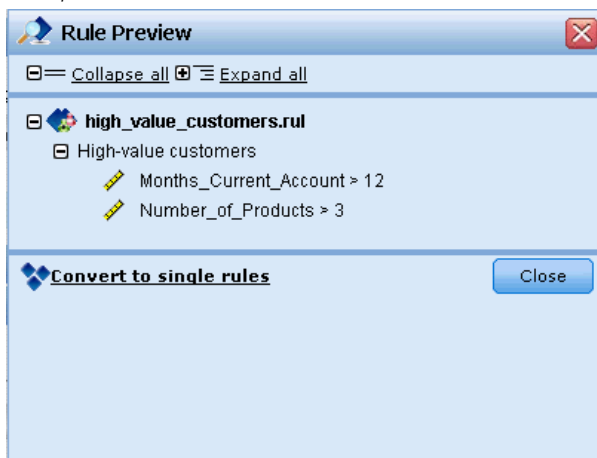 Rule Preview
Collapse all Expand all
high_value_customers.rul
High-value customers
Months_Current_Account > 12
Number_of_Products > 3
Convert to single rules Close